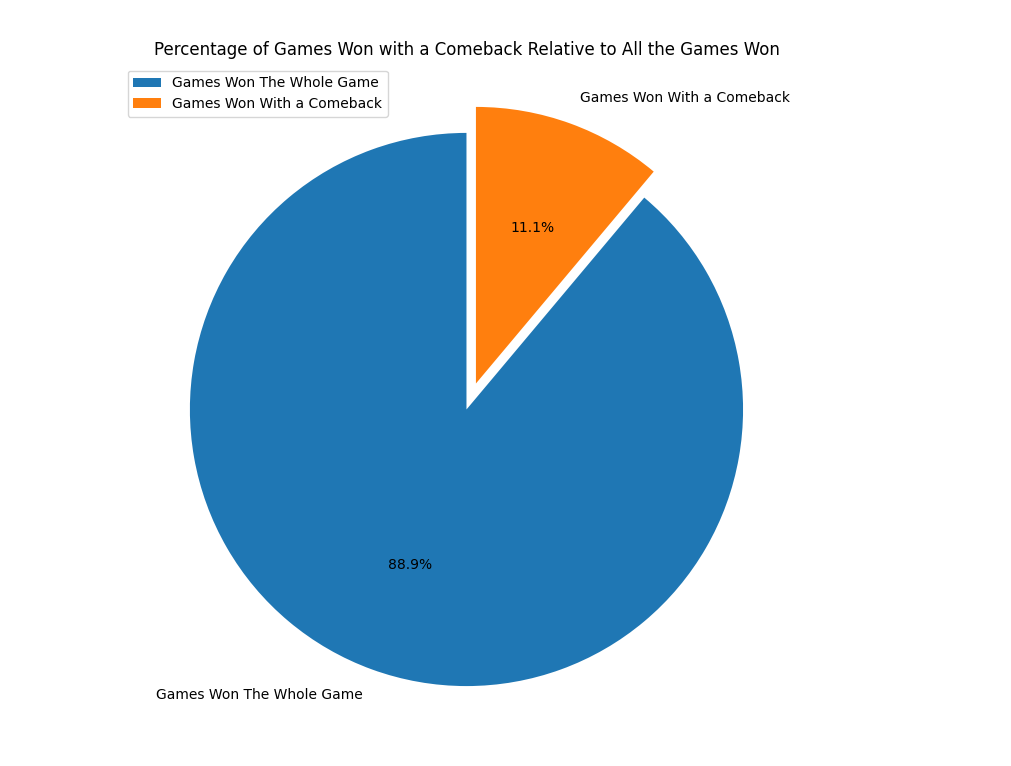 Percentage of Games Won with a Comeback Relative to All the Games Won
Games Won The Whole Game
Games Won With a Comeback
Games Won With a Comeback
11.1%
88.9%
Games Won The Whole Game